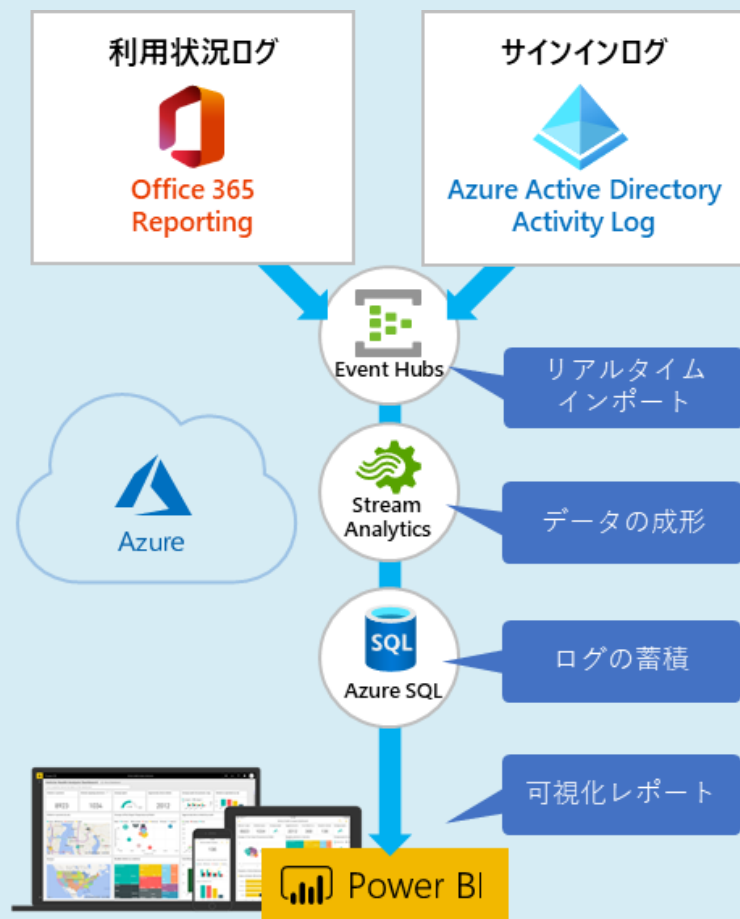 利用状況ログ
Office 365
Reporting
サインインログ
Azure Active Directory
Activity Log
Event Hubs
リアルタイム
インポート
Stream
Analytics
データの成形
Azure
SQL
Azure SQL
ログの蓄積
可視化レポート
8923
1034
2012
Power BI